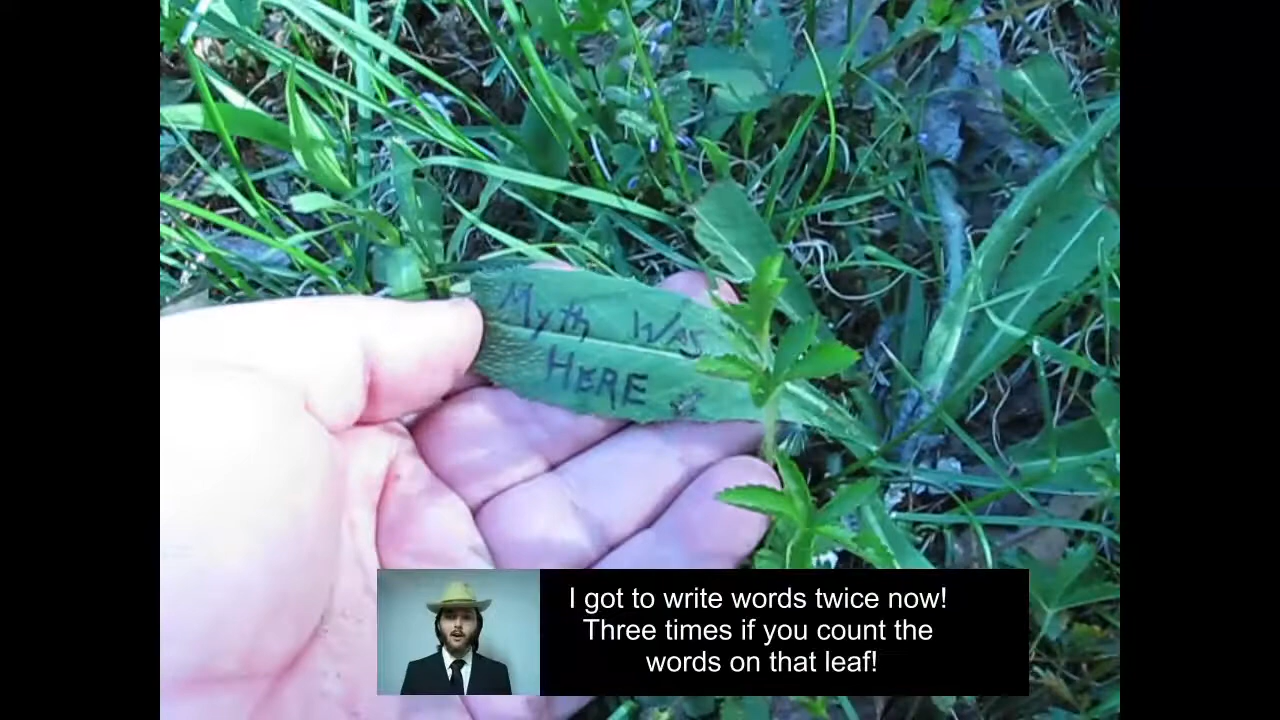 Myth WAS
HERE
I got to write words twice now!
Three times if you count the
words on that leaf!